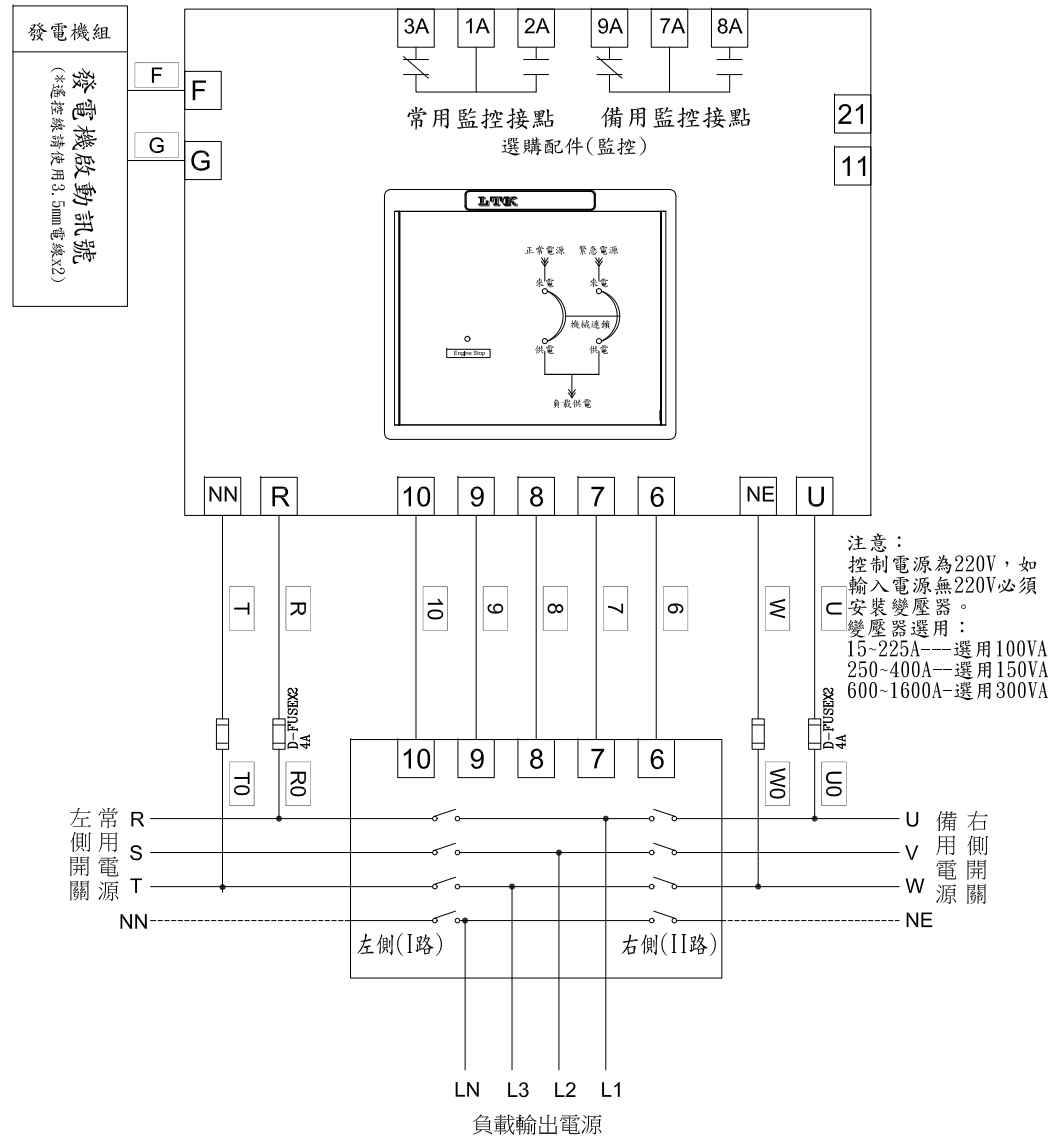 發電機組
發電機啟動訊號
(*遙控線請使用3.5mm電線x2)
F
G
F
G
3A
1A
2A
9A
7A
8A
常用監控接點
備用監控接點
選購配件(監控)
21
11
LTK
正常電源
緊急電源
來電
來電
機械連鎖
供電
供電
負載供電
Engine Stop
NN
R
10
9
8
7
6
NE
U
T
R
10
9
8
7
6
W
U
注意：
控制電源為220V，如
輸入電源無220V必須
安裝變壓器。
變壓器選用：
15~225A---選用100VA
250~400A--選用150VA
600~1600A-選用300VA
D-FUSEX2
4A
D-FUSEX2
4A
T0
R0
W0
U0
10
9
8
7
6
常用電源
左側開關
R
S
T
NN
U
V
W
NE
右側開關
備用電源
左側(I路)
右側(II路)
LN
L3
L2
L1
負載輸出電源